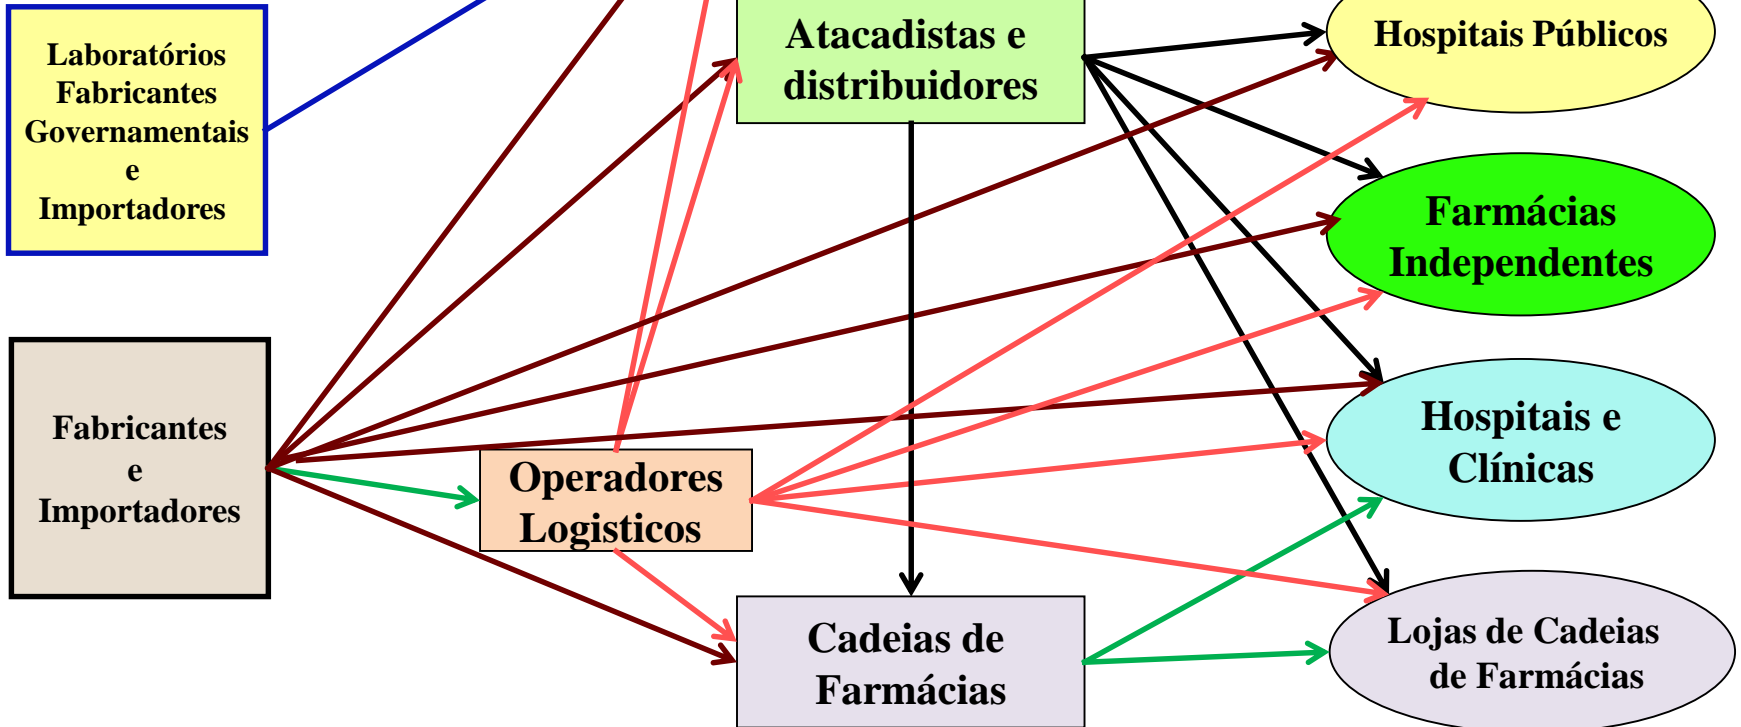 Laboratórios
Fabricantes
Governamentais
e
Importadores
Fabricantes
e
Importadores
Operadores
Logisticos
Atacadistas e
distribuidores
Cadeias de
Farmácias
Hospitais Públicos
Farmácias
Independentes
Hospitais e
Clínicas
Lojas de Cadeias
de Farmácias